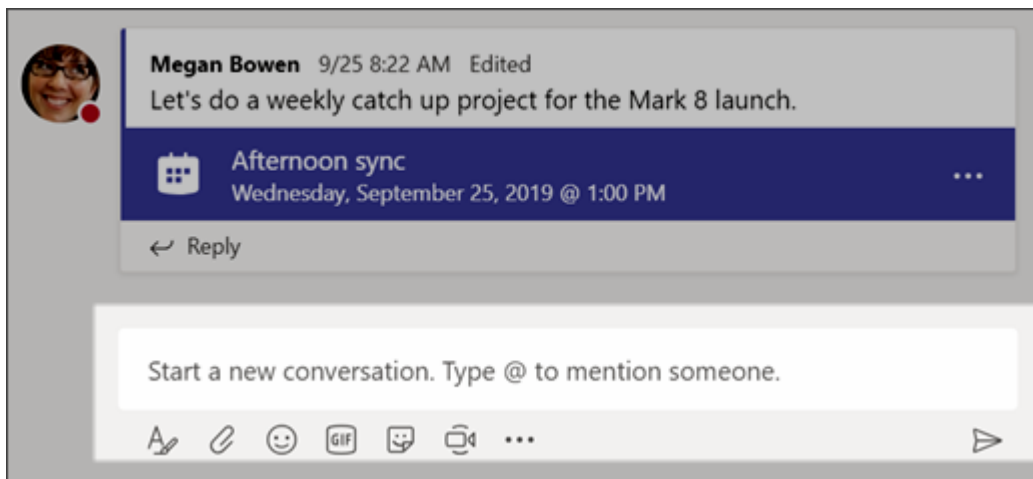 Megan Bowen 9/25 8:22 AM Edited
Let's do a weekly catch up project for the Mark 8 launch.
Afternoon sync
Wednesday, September 25, 2019 @ 1:00 PM
Reply
Start a new conversation. Type @ to mention someone.
GIF